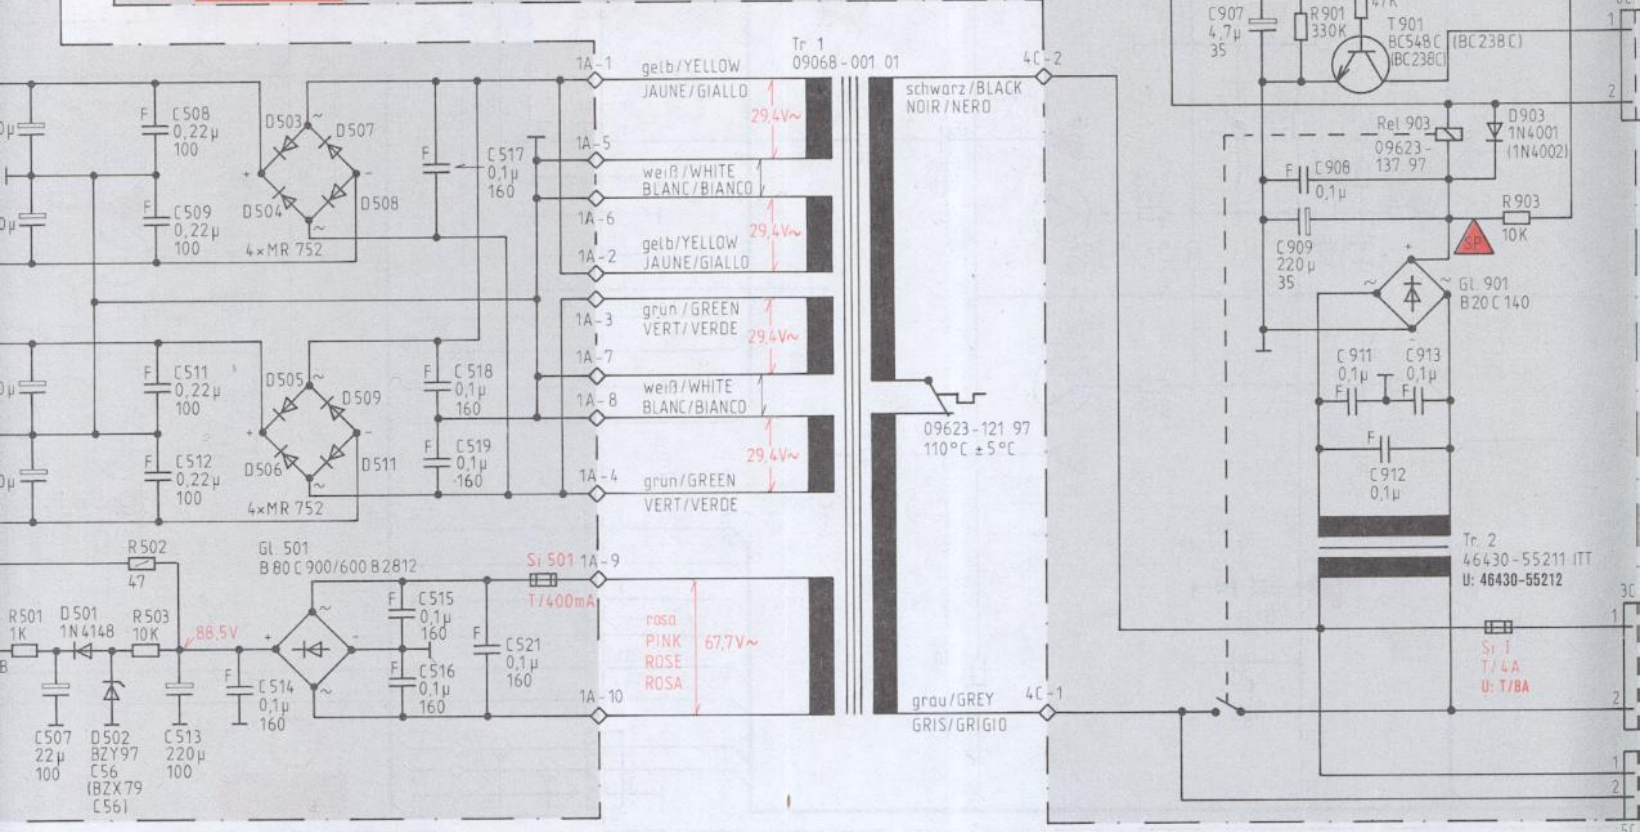 C907
4,7µ
35
R901
330K
47K
T901
BC548C (BC238C)
(BC238C)
1
2
Tr 1
09068-001 01
1A-1
gelb/YELLOW
JAUNE/GIALLO
29,4V~
4C-2
schwarz/BLACK
NOIR/NERO
F
C508
0,22µ
100
D503
D507
~
+
-
D504
D508
~
4xMR 752
F
C509
0,22µ
100
F
C517
0,1µ
160
1A-5
weiß/WHITE
BLANC/BIANCO
1A-6
29,4V~
gelb/YELLOW
JAUNE/GIALLO
1A-2
1A-3
grün/GREEN
VERT/VERDE
29,4V~
1A-7
weiß/WHITE
BLANC/BIANCO
1A-8
29,4V~
1A-4
grün/GREEN
VERT/VERDE
Rel 903
09623-
137 97
D903
1N4001
(1N4002)
F
C908
0,1µ
C909
220µ
35
SP
R903
10K
+
~
~
-
Gl. 901
B20C140
C911
0,1µ
F
C913
0,1µ
F
F
C912
0,1µ
F
C511
0,22µ
100
F
C512
0,22µ
100
D505
D509
~
+
-
D506
D511
~
4xMR 752
F
C518
0,1µ
160
F
C519
0,1µ
160
09623-121 97
110°C ±5°C
Tr. 2
46430-55211 ITT
U: 46430-55212
R502
47
Gl. 501
B80C900/600 B2812
Si 501
T/400mA
1A-9
rosa
PINK
ROSE
ROSA
67,7V~
1A-10
R501
1K
D501
1N4148
R503
10K
88,5V
+
~
-
~
F
C515
0,1µ
160
F
C516
0,1µ
160
F
C521
0,1µ
160
F
C514
0,1µ
160
C507
22µ
100
D502
BZY97
C56
(BZX79
C56)
C513
220µ
100
grau/GREY
GRIS/GRIGIO
4C-1
3C
1
Si 1
T/4A
U: T/8A
2
1
2